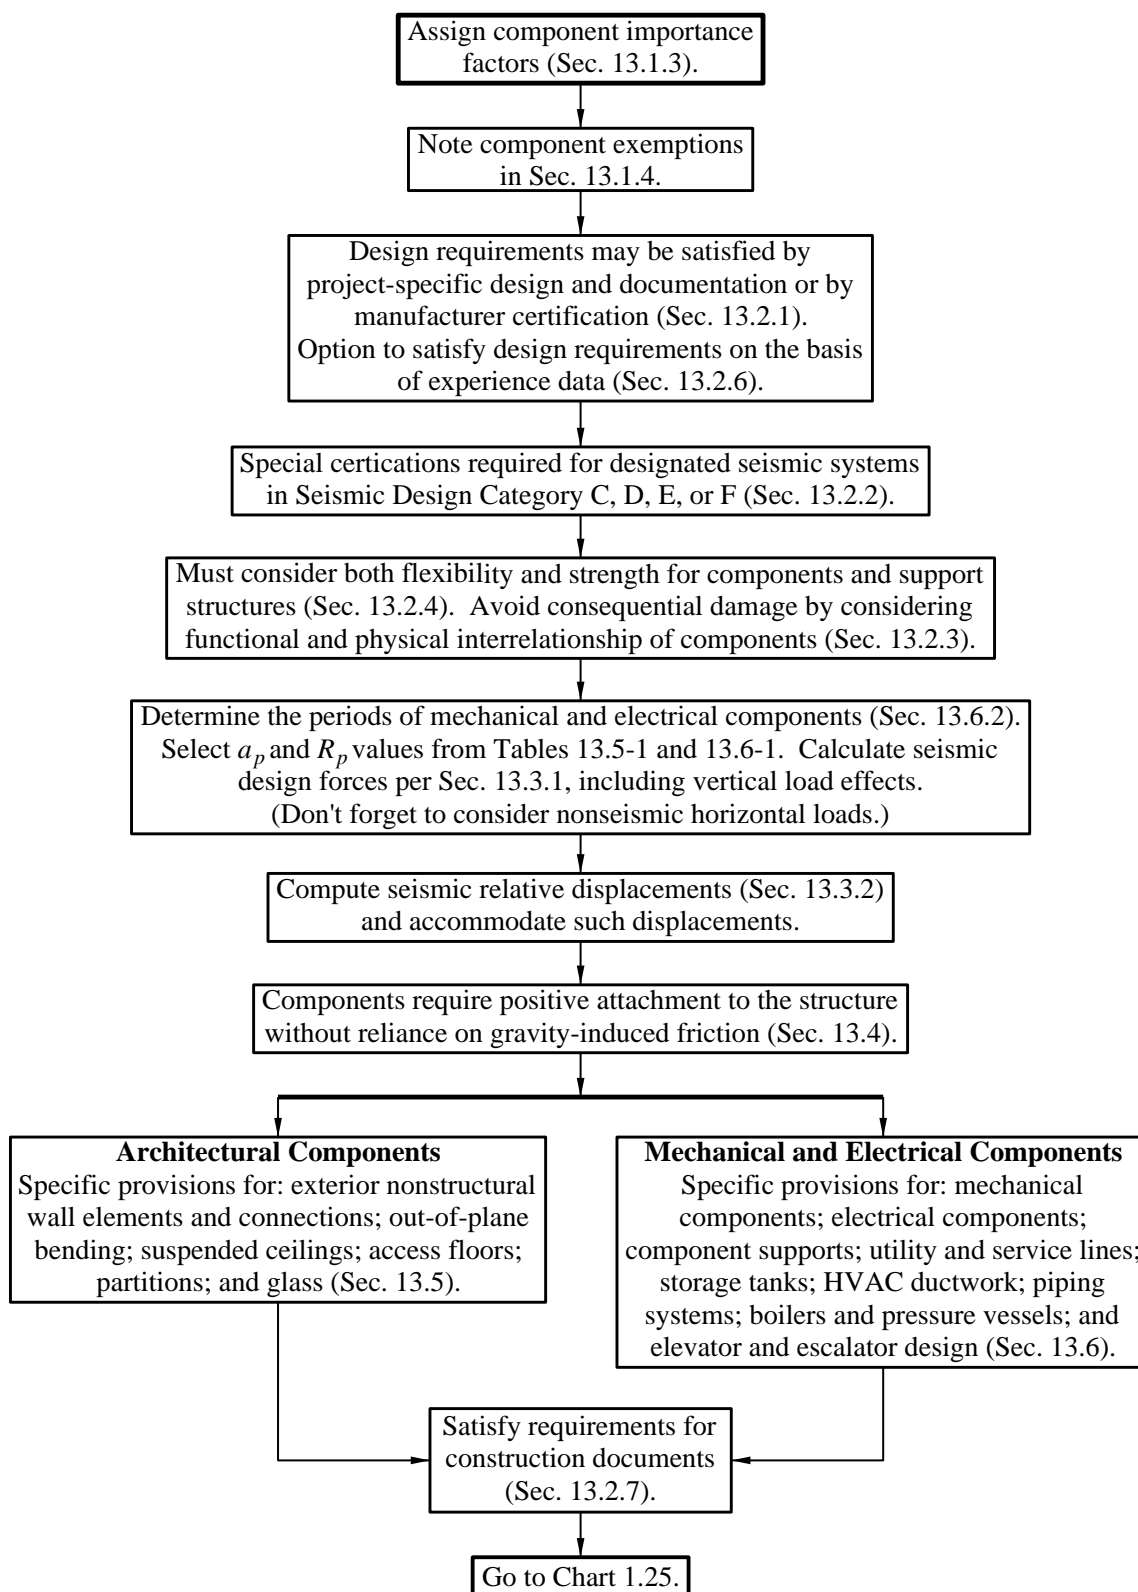 Assign component importance
factors (Sec. 13.1.3).
Note component exemptions
in Sec. 13.1.4.
Design requirements may be satisfied by
project-specific design and documentation or by
manufacturer certification (Sec. 13.2.1).
Option to satisfy design requirements on the basis
of experience data (Sec. 13.2.6).
Special certications required for designated seismic systems
in Seismic Design Category C, D, E, or F (Sec. 13.2.2).
Must consider both flexibility and strength for components and support
structures (Sec. 13.2.4).  Avoid consequential damage by considering
functional and physical interrelationship of components (Sec. 13.2.3).
Determine the periods of mechanical and electrical components (Sec. 13.6.2).
Select a_p and R_p values from Tables 13.5-1 and 13.6-1.  Calculate seismic
design forces per Sec. 13.3.1, including vertical load effects.
(Don't forget to consider nonseismic horizontal loads.)
Compute seismic relative displacements (Sec. 13.3.2)
and accommodate such displacements.
Components require positive attachment to the structure
without reliance on gravity-induced friction (Sec. 13.4).
Architectural Components
Specific provisions for: exterior nonstructural
wall elements and connections; out-of-plane
bending; suspended ceilings; access floors;
partitions; and glass (Sec. 13.5).
Mechanical and Electrical Components
Specific provisions for: mechanical
components; electrical components;
component supports; utility and service lines;
storage tanks; HVAC ductwork; piping
systems; boilers and pressure vessels; and
elevator and escalator design (Sec. 13.6).
Satisfy requirements for
construction documents
(Sec. 13.2.7).
Go to Chart 1.25.